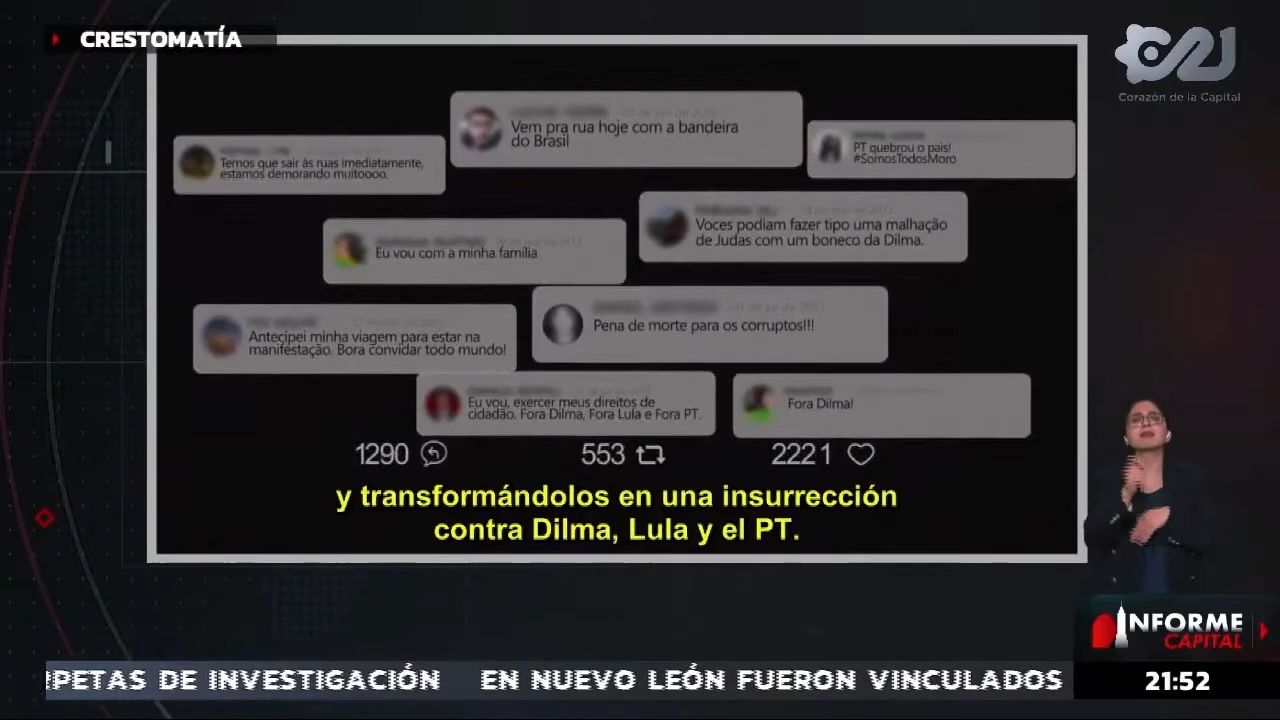 CRESTOMATÍA
C21
Corazón de la Capital
Vem pra rua hoje com a bandeira
do Brasil
Temos que sair às ruas imediatamente,
estamos demorando muitoooo.
PT quebrou o pais!
#SomosTodosMoro
Voces podiam fazer tipo uma malhação
de Judas com um boneco da Dilma.
Eu vou com a minha família
Pena de morte para os corruptos!!!
Antecipei minha viagem para estar na
manifestação. Bora convidar todo mundo!
Eu vou, exercer meus direitos de
cidadão. Fora Dilma, Fora Lula e Fora PT.
Fora Dilma!
1290 553 2221
y transformándolos en una insurrección
contra Dilma, Lula y el PT.
INFORME
CAPITAL
PETAS DE INVESTIGACIÓN EN NUEVO LEÓN FUERON VINCULADOS
21:52